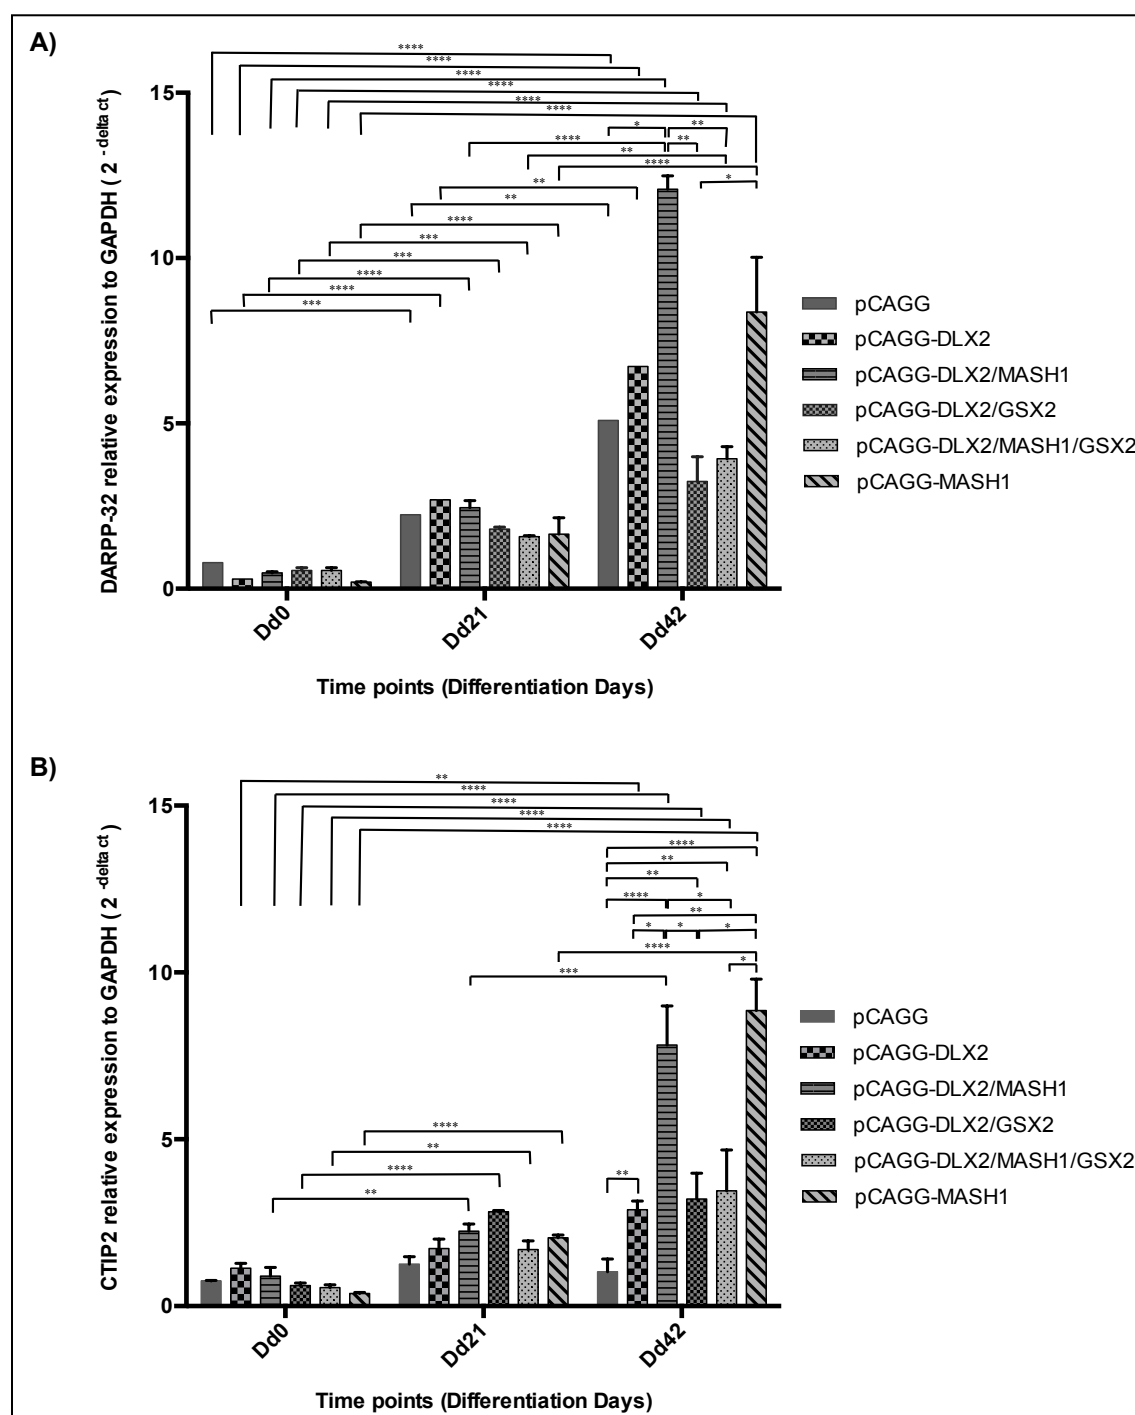 A)
****
****
****
****
****
****
*
**
****
**
**
****
*
**
**
****
***
***
****
****
***
DARPP-32 relative expression to GAPDH ( 2 -delta ct )
15
10
5
0
Dd0
Dd21
Dd42
Time points (Differentiation Days)
pCAGG
pCAGG-DLX2
pCAGG-DLX2/MASH1
pCAGG-DLX2/GSX2
pCAGG-DLX2/MASH1/GSX2
pCAGG-MASH1
B)
**
****
****
****
****
****
**
**
****
*
**
*
*
*
****
*
***
****
**
****
**
**
CTIP2 relative expression to GAPDH ( 2 -delta ct )
15
10
5
0
Dd0
Dd21
Dd42
Time points (Differentiation Days)
pCAGG
pCAGG-DLX2
pCAGG-DLX2/MASH1
pCAGG-DLX2/GSX2
pCAGG-DLX2/MASH1/GSX2
pCAGG-MASH1